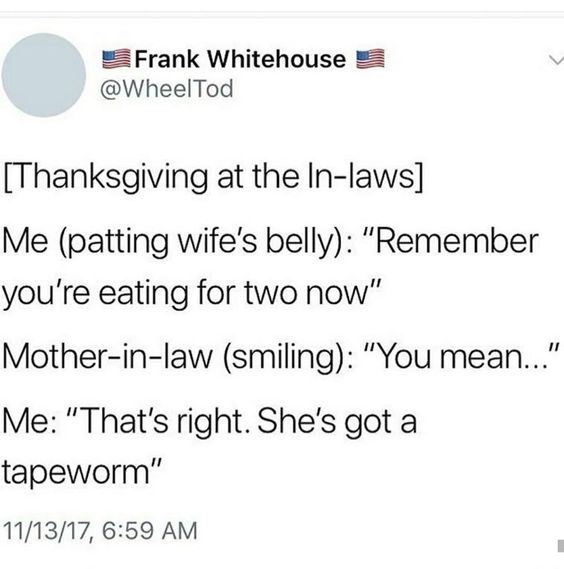 🇺🇸Frank Whitehouse 🇺🇸
@WheelTod
[Thanksgiving at the In-laws]
Me (patting wife's belly): "Remember
you're eating for two now"
Mother-in-law (smiling): "You mean..."
Me: "That's right. She's got a
tapeworm"
11/13/17, 6:59 AM